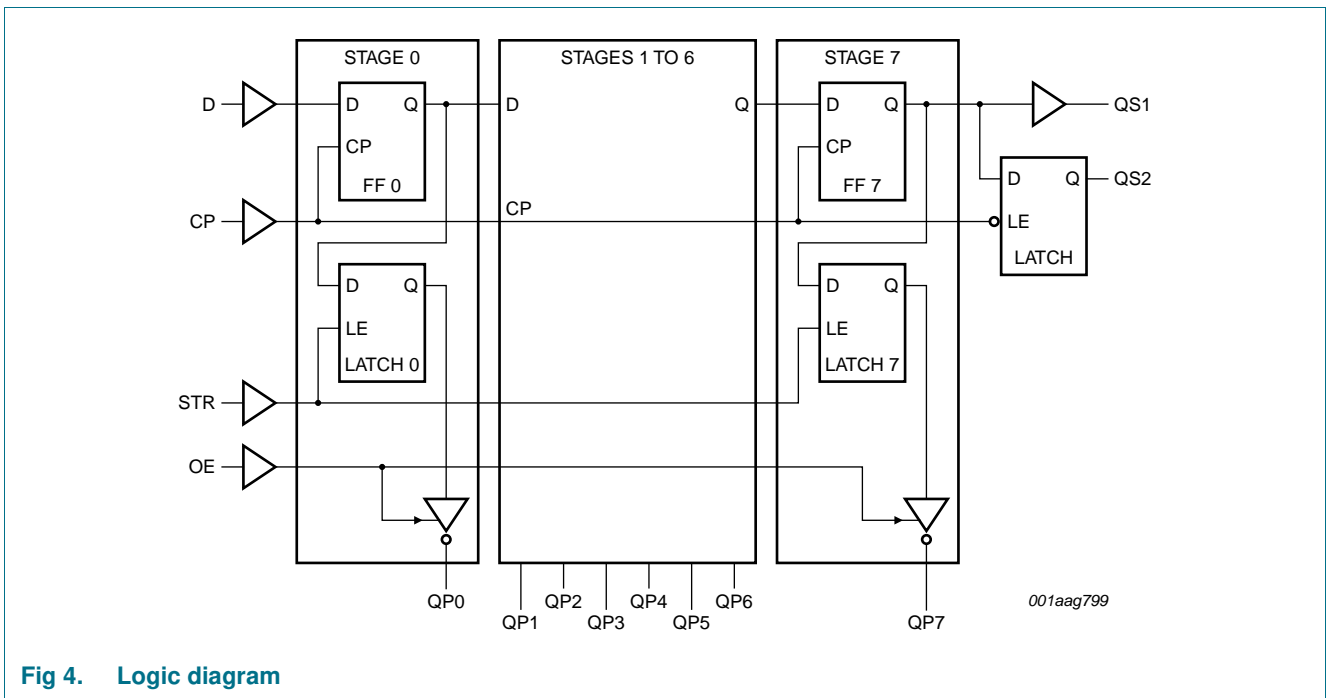 STAGE 0 STAGES 1 TO 6 STAGE 7
D D Q D Q D Q QS1
CP CP
FF 0 FF 7
D Q QS2
CP CP LE
LATCH
D Q D Q
LE LE
LATCH 0 LATCH 7
STR
OE
QP0 QP2 QP4 QP6 001aag799
QP1 QP3 QP5 QP7
Fig 4. Logic diagram